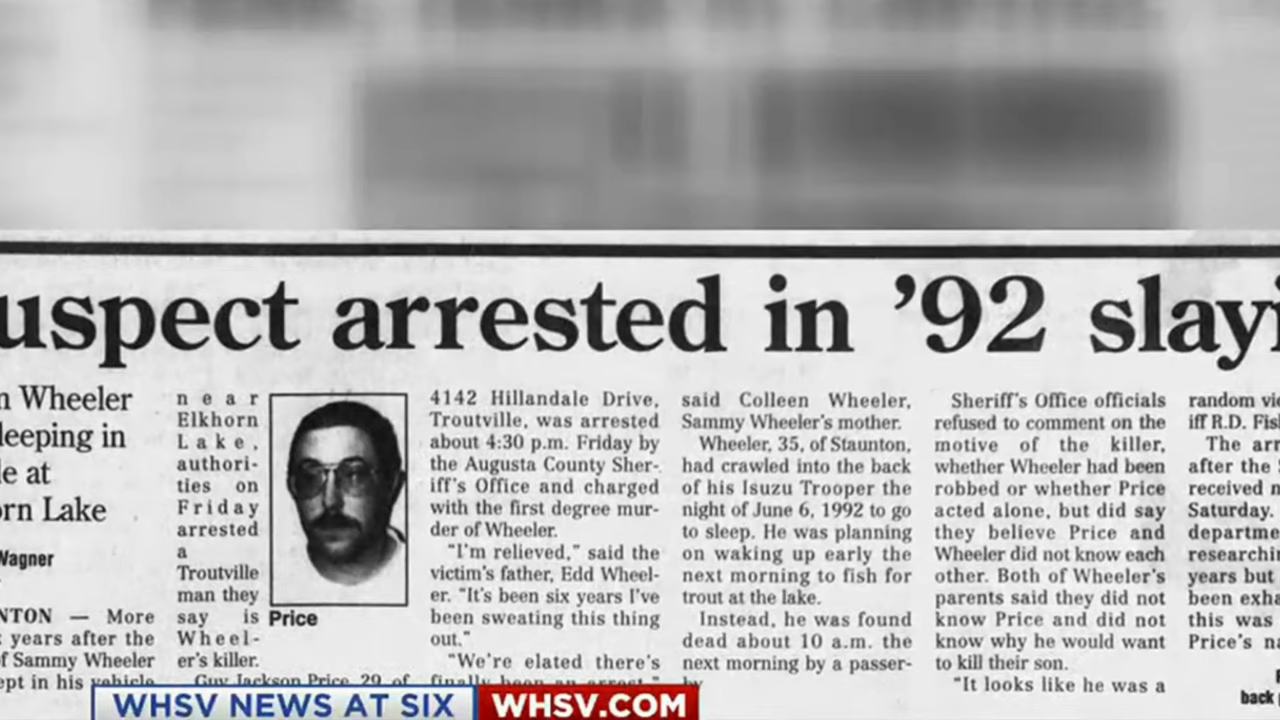 uspect arrested in ’92 slayi
n Wheeler
leeping in
le at
rn Lake
Wagner
NTON — More
years after the
f Sammy Wheeler
ept in his vehicle
near
Elkhorn
Lake,
authori-
ties on
Friday
arrested
a
Troutville
man they
say is
Wheel-
er's killer.
Guy Jackson Price, 29, of
Price
4142 Hillandale Drive,
Troutville, was arrested
about 4:30 p.m. Friday by
the Augusta County Sher-
iff's Office and charged
with the first degree mur-
der of Wheeler.
"I'm relieved," said the
victim's father, Edd Wheel-
er. "It's been six years I've
been sweating this thing
out."
"We're elated there's
finally been an arrest,"
said Colleen Wheeler,
Sammy Wheeler's mother.
Wheeler, 35, of Staunton,
had crawled into the back
of his Isuzu Trooper the
night of June 6, 1992 to go
to sleep. He was planning
on waking up early the
next morning to fish for
trout at the lake.
Instead, he was found
dead about 10 a.m. the
next morning by a passer-
by
Sheriff's Office officials
refused to comment on the
motive of the killer,
whether Wheeler had been
robbed or whether Price
acted alone, but did say
they believe Price and
Wheeler did not know each
other. Both of Wheeler's
parents said they did not
know Price and did not
know why he would want
to kill their son.
"It looks like he was a
random vic
iff R.D. Fis
The arr
after the
received
Saturday.
departme
researchin
years but
been exha
this was
Price's na
back
WHSV NEWS AT SIX
WHSV.COM